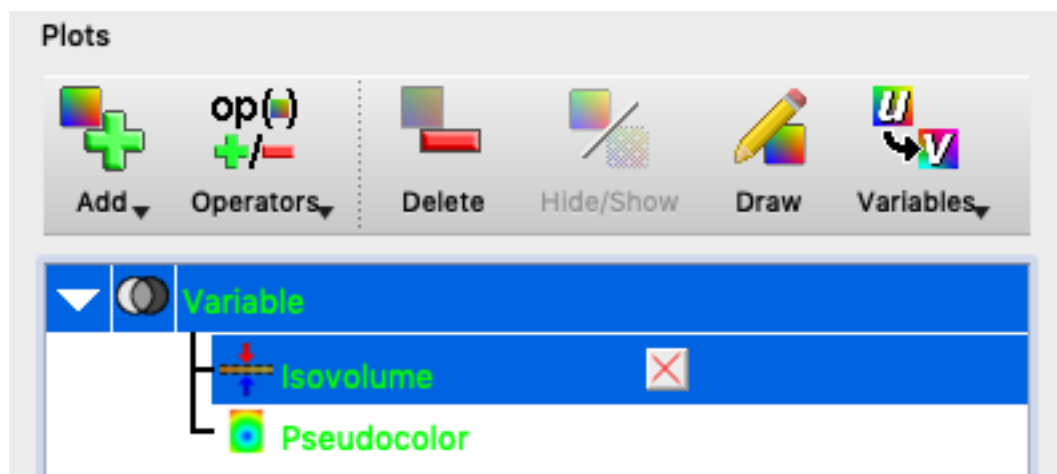 Plots
op( )
+/-
U
V
Add Operators Delete Hide/Show Draw Variables
Variable
Isovolume
Pseudocolor